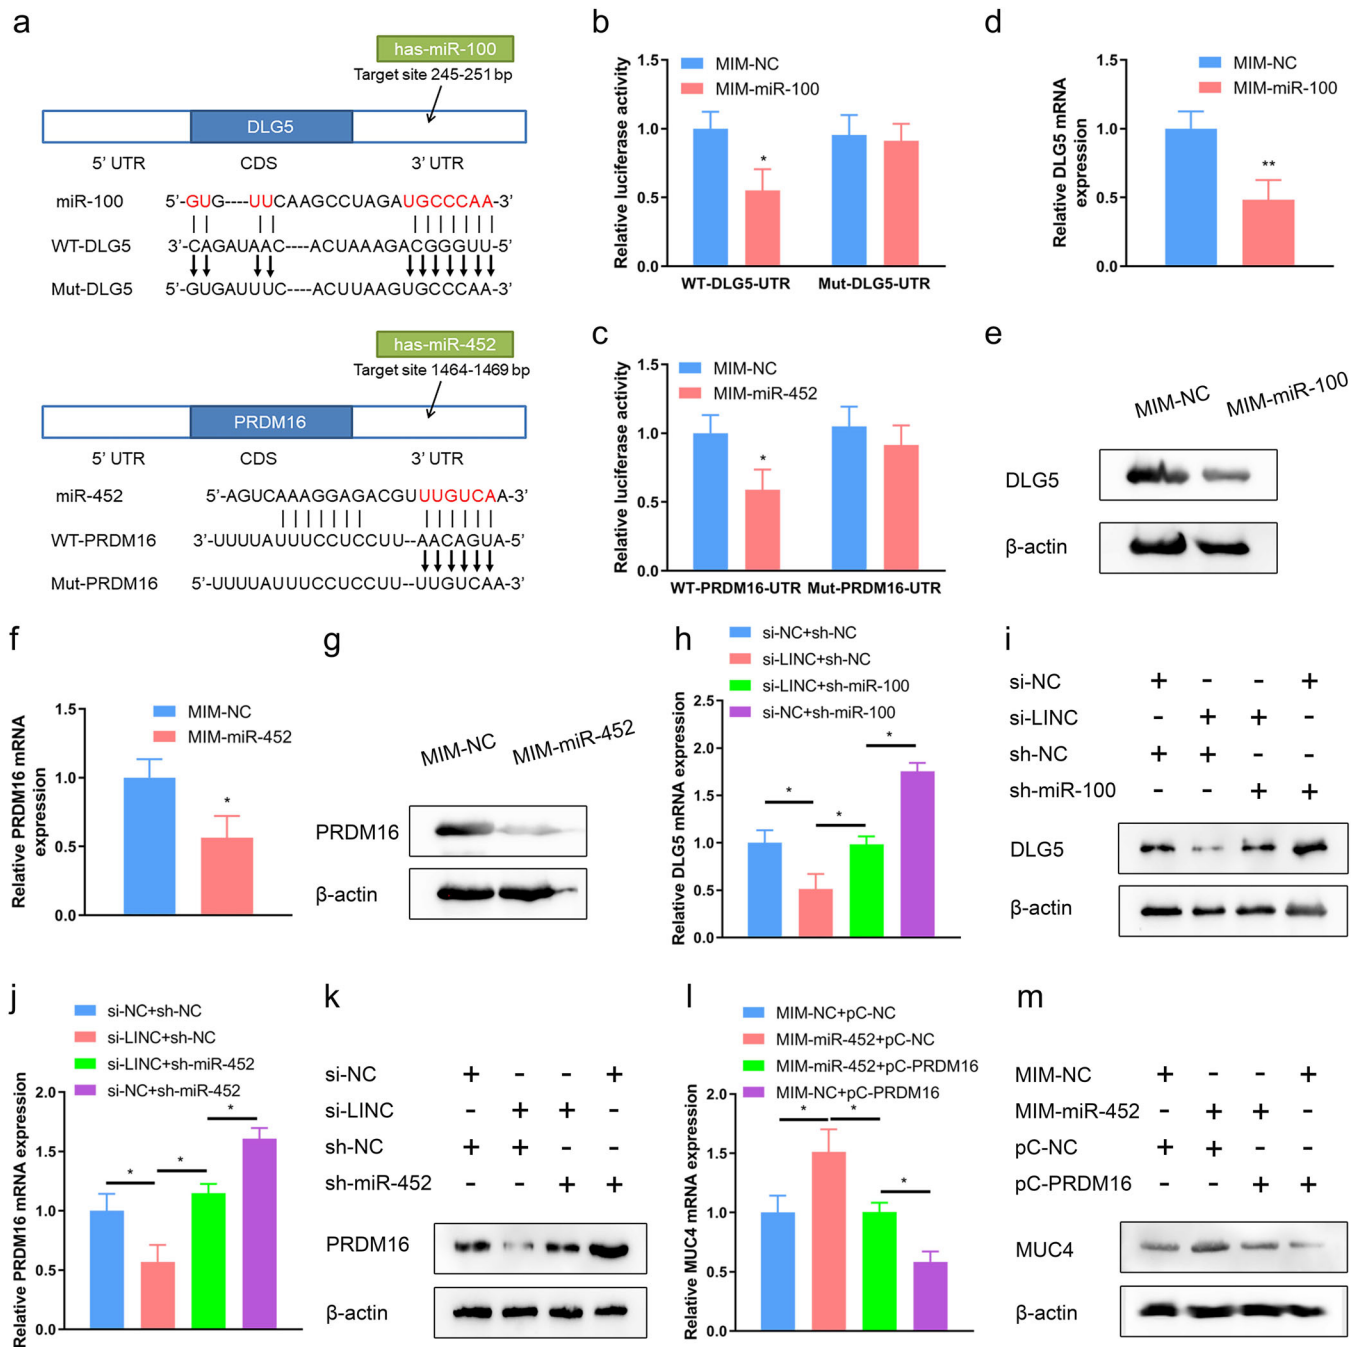 a
has-miR-100
Target site 245-251 bp
DLG5
5' UTR CDS 3' UTR
miR-100 5'-GUG----UUCAAGCCUAGAUGCCCAA-3'
WT-DLG5 3'-CAGAUAAC----ACUAAAGACGGGUU-5'
Mut-DLG5 5'-GUGAUUUC----ACUUAAGUGCCCAA-3'
has-miR-452
Target site 1464-1469 bp
PRDM16
5' UTR CDS 3' UTR
miR-452 5'-AGUCAAAGGAGACGUUUGUCAA-3'
WT-PRDM16 3'-UUUUAUUUCCUCCUU--AACAGUA-5'
Mut-PRDM16 5'-UUUUAUUUCCUCCUU--UUGUCAA-3'
b
MIM-NC
MIM-miR-100
Relative luciferase activity
1.5
1.0
0.5
0.0
*
WT-DLG5-UTR Mut-DLG5-UTR
c
MIM-NC
MIM-miR-452
Relative luciferase activity
1.5
1.0
0.5
0.0
*
WT-PRDM16-UTR Mut-PRDM16-UTR
d
MIM-NC
MIM-miR-100
Relative DLG5 mRNA
expression
1.5
1.0
0.5
0.0
**
e
MIM-NC MIM-miR-100
DLG5
β-actin
f
MIM-NC
MIM-miR-452
Relative PRDM16 mRNA
expression
1.5
1.0
0.5
0.0
*
g
MIM-NC MIM-miR-452
PRDM16
β-actin
h
si-NC+sh-NC
si-LINC+sh-NC
si-LINC+sh-miR-100
si-NC+sh-miR-100
Relative DLG5 mRNA expression
2.5
2.0
1.5
1.0
0.5
0.0
* * *
i
si-NC + - - +
si-LINC - + + -
sh-NC + + - -
sh-miR-100 - - + +
DLG5
β-actin
j
si-NC+sh-NC
si-LINC+sh-NC
si-LINC+sh-miR-452
si-NC+sh-miR-452
Relative PRDM16 mRNA expression
2.0
1.5
1.0
0.5
0.0
* * *
k
si-NC + - - +
si-LINC - + + -
sh-NC + + - -
sh-miR-452 - - + +
PRDM16
β-actin
l
MIM-NC+pC-NC
MIM-miR-452+pC-NC
MIM-miR-452+pC-PRDM16
MIM-NC+pC-PRDM16
Relative MUC4 mRNA expression
2.0
1.5
1.0
0.5
0.0
* * *
m
MIM-NC + - - +
MIM-miR-452 - + + -
pC-NC + + - -
pC-PRDM16 - - + +
MUC4
β-actin